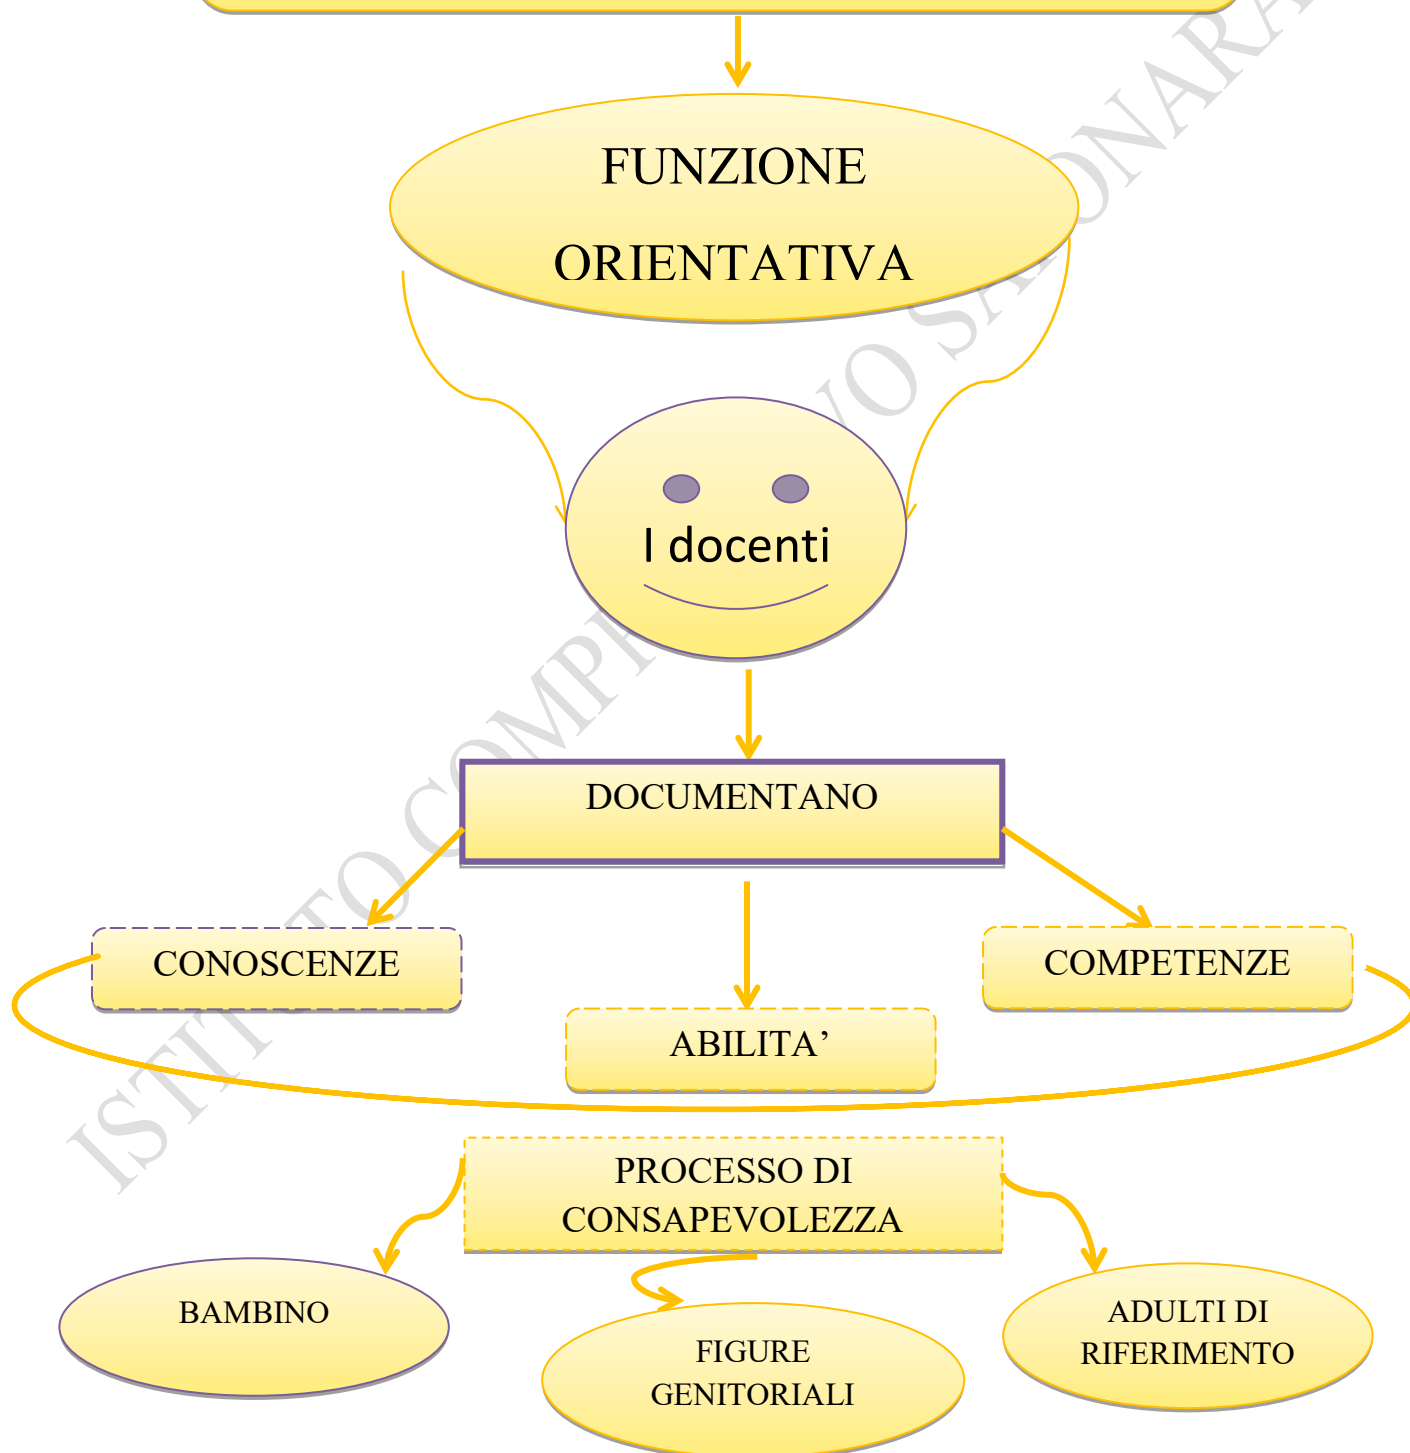 FUNZIONE
ORIENTATIVA
I docenti
DOCUMENTANO
CONOSCENZE
COMPETENZE
ABILITA’
PROCESSO DI
CONSAPEVOLEZZA
BAMBINO
ADULTI DI
RIFERIMENTO
FIGURE
GENITORIALI